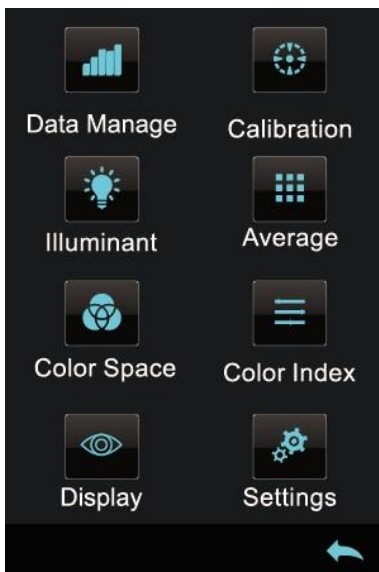 Data Manage
Calibration
Illuminant
Average
Color Space
Color Index
Display
Settings